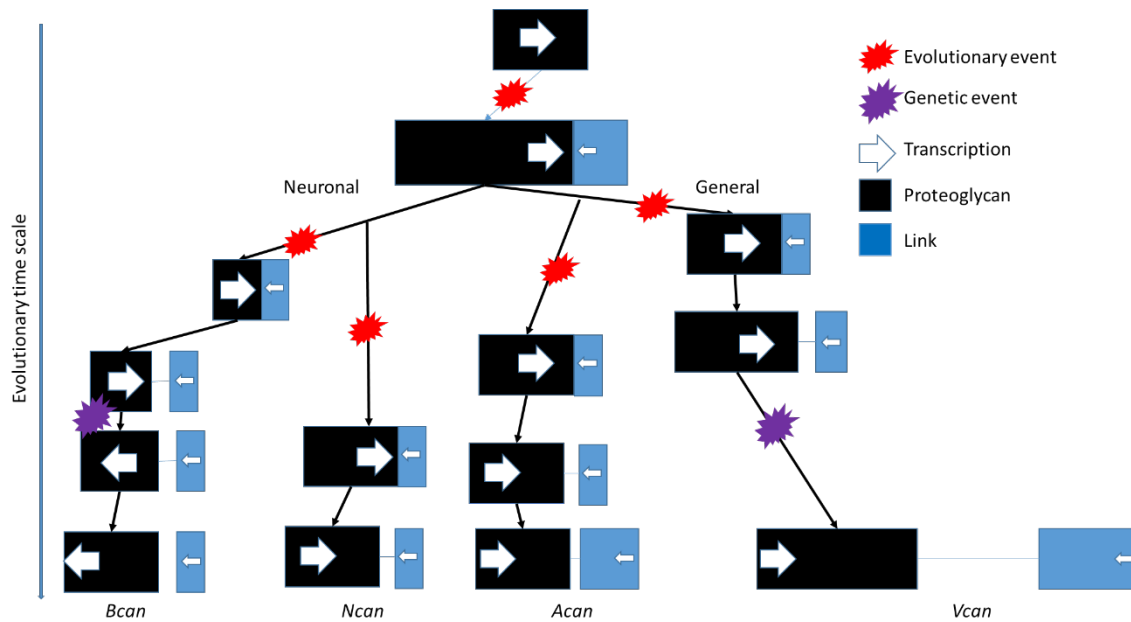 Evolutionary event
Genetic event
Transcription
Proteoglycan
Link
Neuronal
General
Evolutionary time scale
Bcan
Ncan
Acan
Vcan